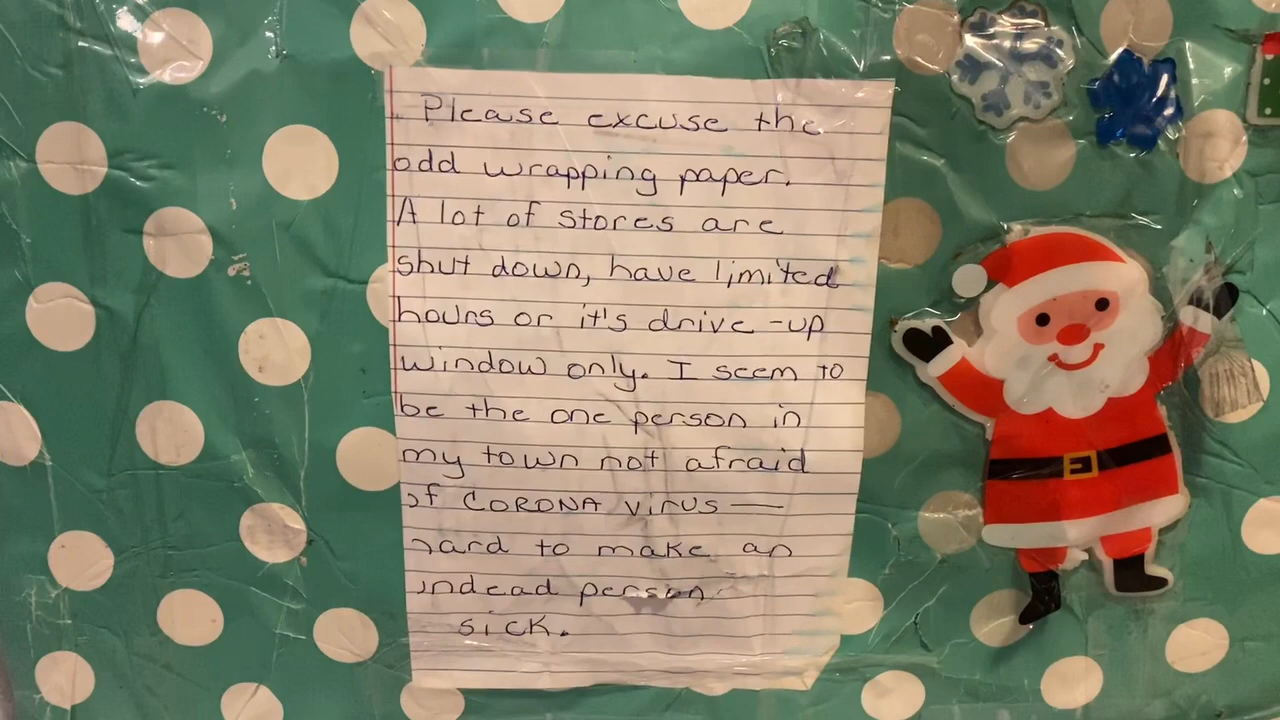 Please excuse the
odd wrapping paper.
A lot of stores are
shut down, have limited
hours or it's drive-up
window only. I seem to
be the one person in
my town not afraid
of CORONA VIRUS—
hard to make an
undead person
sick.